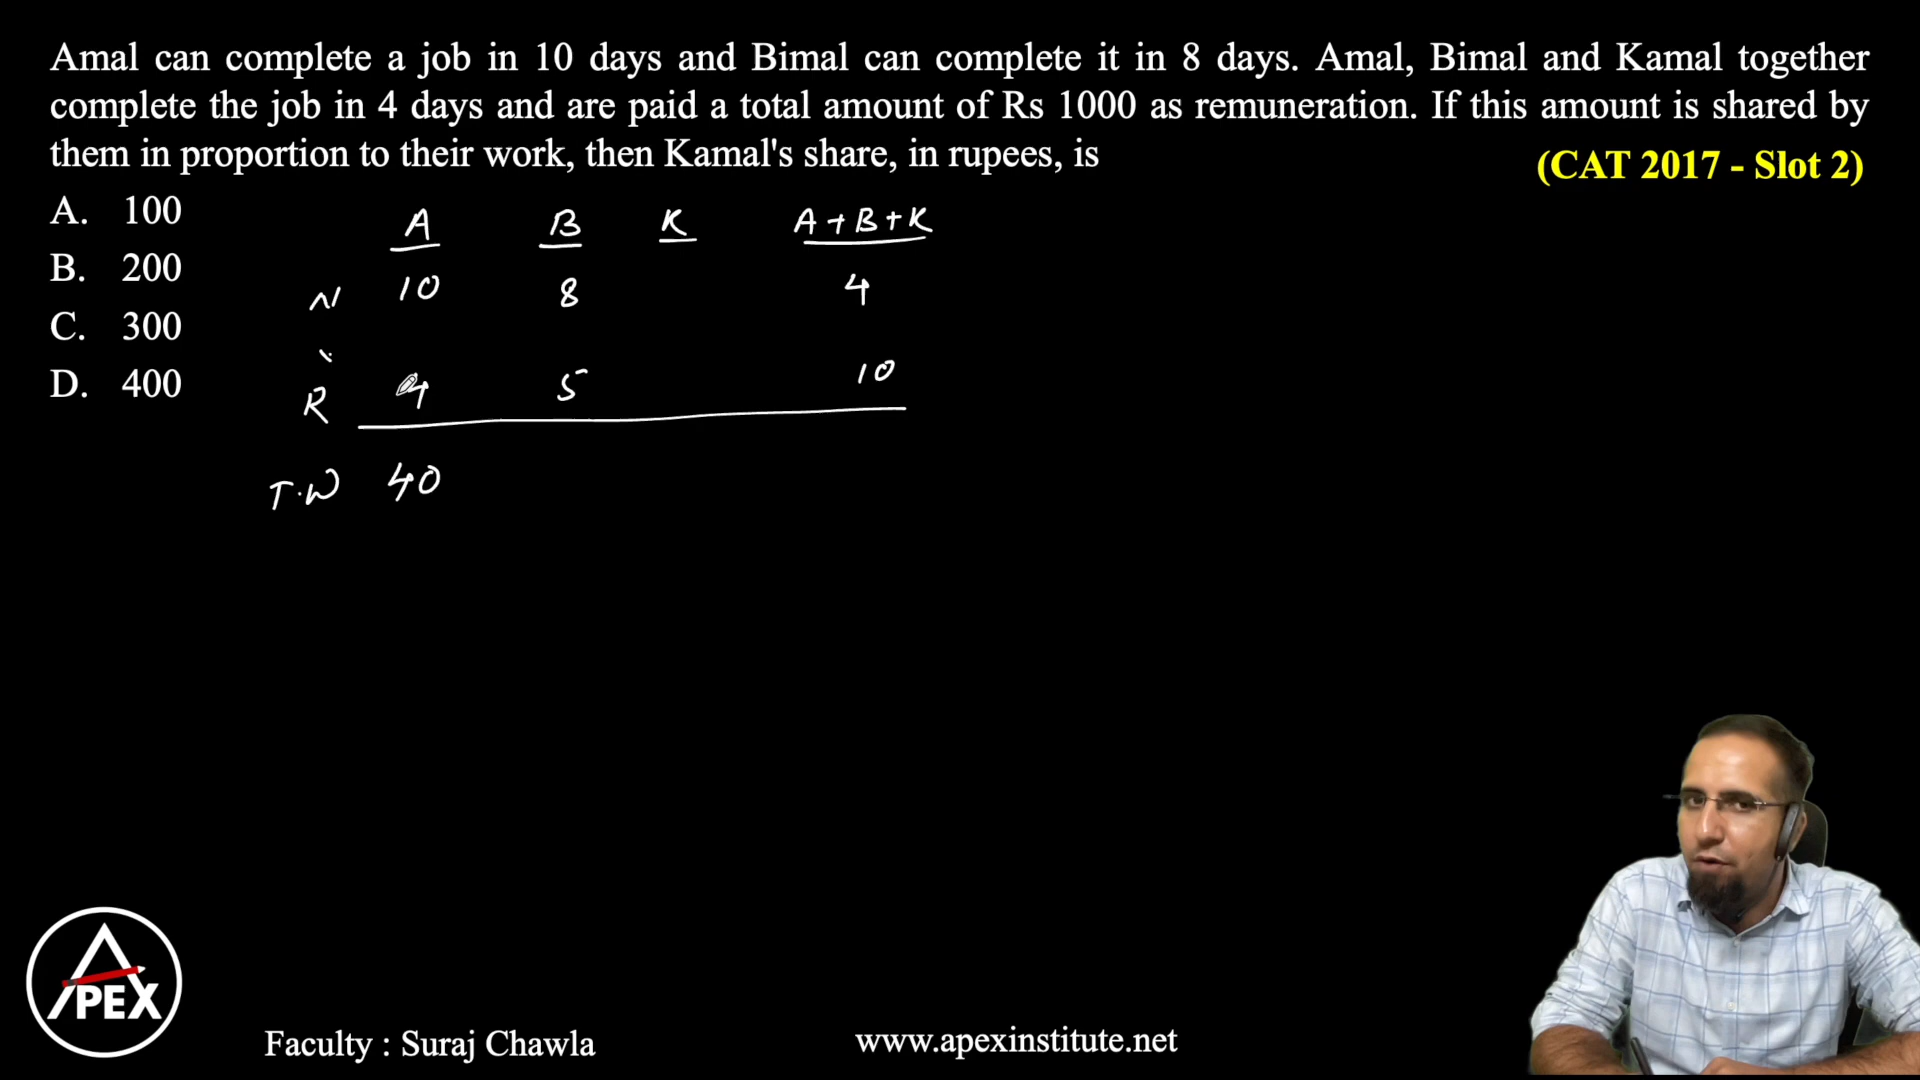 Amal can complete a job in 10 days and Bimal can complete it in 8 days. Amal, Bimal and Kamal together
complete the job in 4 days and are paid a total amount of Rs 1000 as remuneration. If this amount is shared by
them in proportion to their work, then Kamal's share, in rupees, is
(CAT 2017 - Slot 2)
A. 100
B. 200
C. 300
D. 400
A B K A+B+K
N 10 8 4
x
R 4 5 10
T.W 40
APEX
Faculty : Suraj Chawla
www.apexinstitute.net